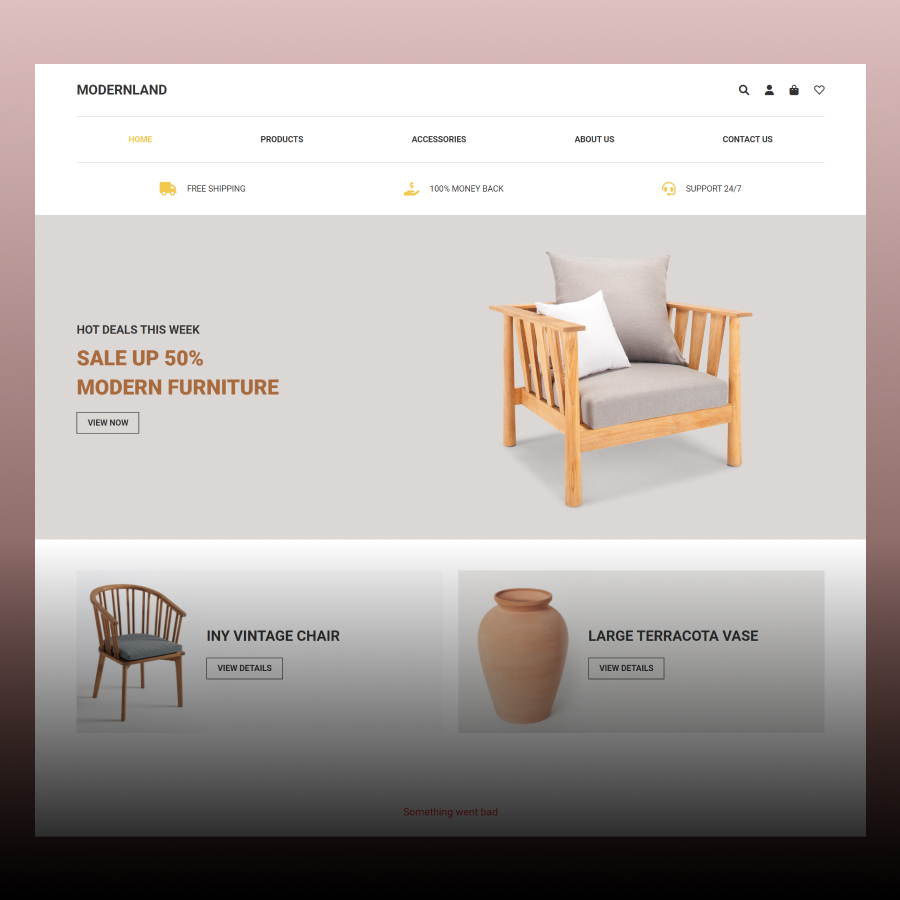 MODERNLAND
HOME PRODUCTS ACCESSORIES ABOUT US CONTACT US
FREE SHIPPING 100% MONEY BACK SUPPORT 24/7
HOT DEALS THIS WEEK
SALE UP 50%
MODERN FURNITURE
VIEW NOW
INY VINTAGE CHAIR
VIEW DETAILS
LARGE TERRACOTA VASE
VIEW DETAILS
Something went bad